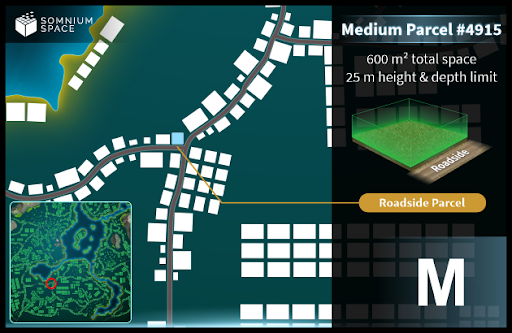 SOMNIUM
SPACE
Medium Parcel #4915
600 m² total space
25 m height & depth limit
Roadside
Roadside Parcel
M